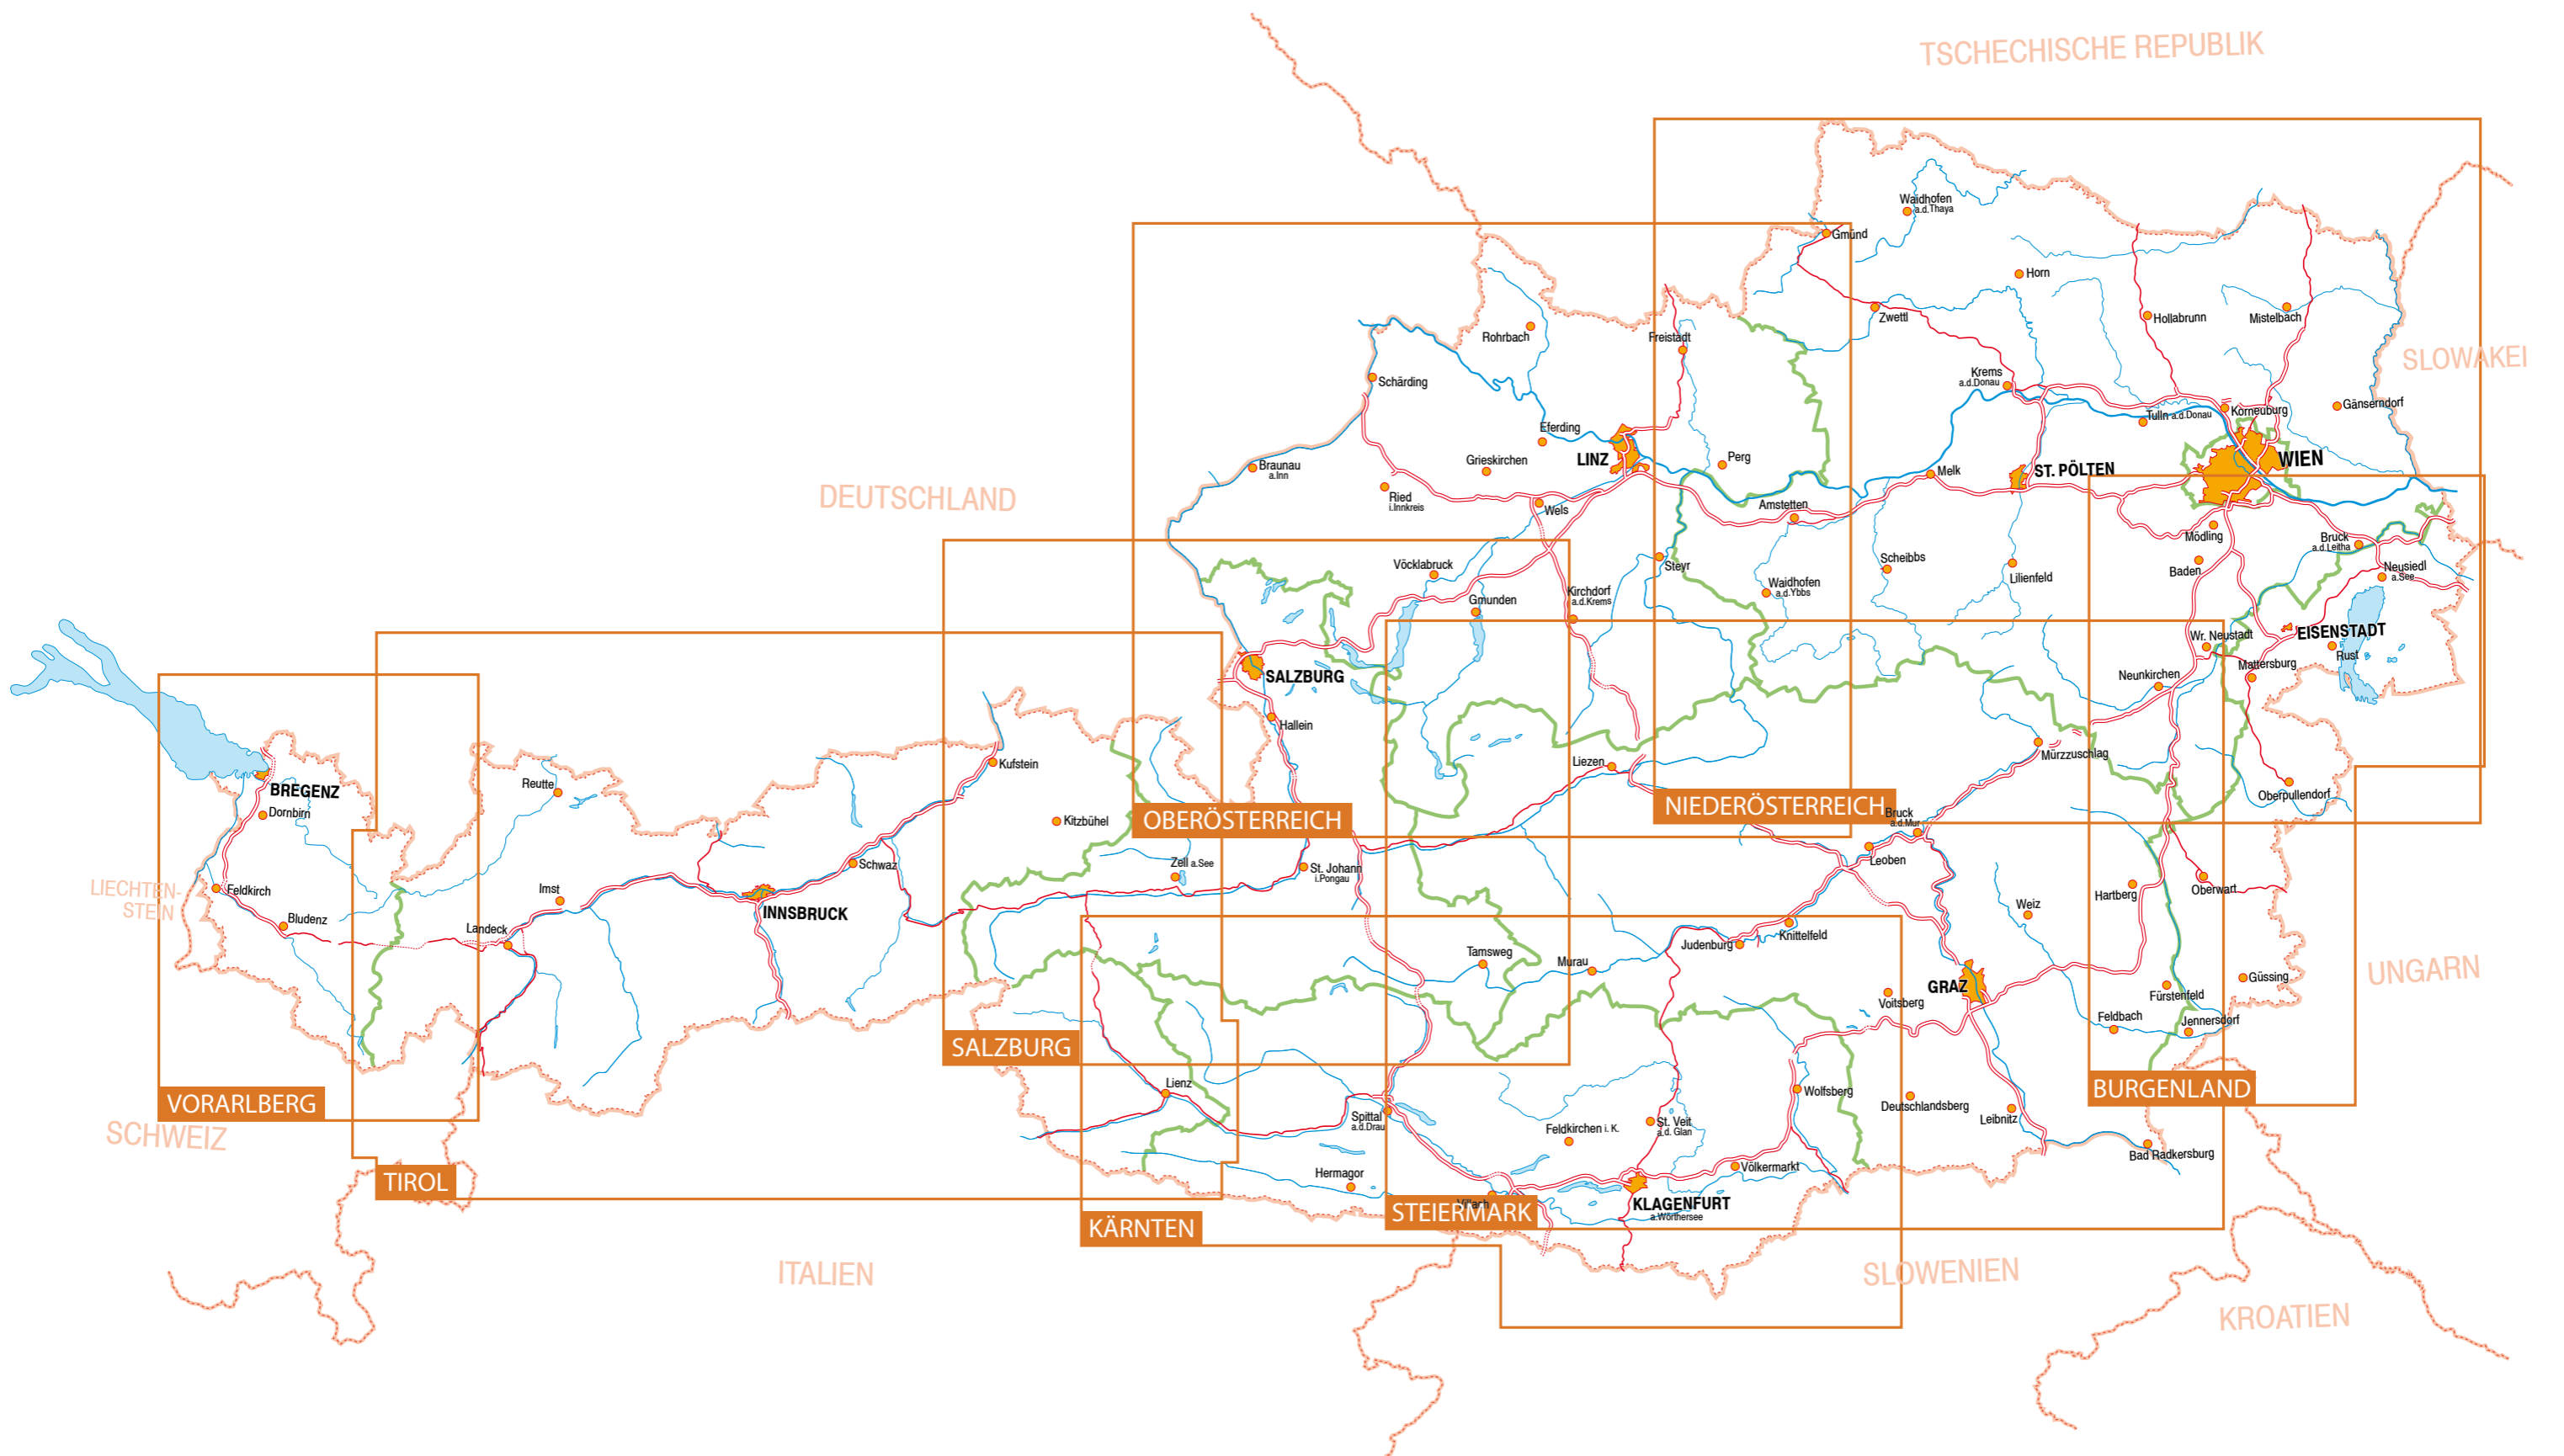 TSCHECHISCHE REPUBLIK
Waidhofen
a.d.Thaya
Gmünd
Horn
Zwettl
Hollabrunn
Mistelbach
Rohrbach
Freistadt
SLOWAKEI
Schärding
Krems
a.d.Donau
Gänserndorf
Korneuburg
Tulln a.d.Donau
Eferding
LINZ
Grieskirchen
Perg
WIEN
Braunau
a.Inn
Melk
ST. PÖLTEN
DEUTSCHLAND
Ried
i.Innkreis
Wels
Amstetten
Mödling
Bruck
a.d.Leitha
Vöcklabruck
Steyr
Scheibbs
Lilienfeld
Baden
Neusiedl
a.See
Gmunden
Kirchdorf
a.d.Krems
Waidhofen
a.d.Ybbs
Wr. Neustadt
EISENSTADT
Rust
Mattersburg
SALZBURG
Neunkirchen
Hallein
Mürzzuschlag
Liezen
Kufstein
Reutte
BREGENZ
Dornbirn
Oberpullendorf
Kitzbühel
OBERÖSTERREICH
NIEDERÖSTERREICH
Bruck
a.d.Mur
Leoben
Schwaz
Zell a.See
St. Johann
i.Pongau
LIECHTEN-
STEIN
Feldkirch
Imst
Hartberg
Oberwart
INNSBRUCK
Bludenz
Landeck
Weiz
Knittelfeld
Judenburg
Tamsweg
Murau
UNGARN
Güssing
GRAZ
Voitsberg
Fürstenfeld
Feldbach
Jennersdorf
SALZBURG
Lienz
BURGENLAND
Wolfsberg
Deutschlandsberg
VORARLBERG
Spittal
a.d.Drau
St. Veit
a.d. Glan
Feldkirchen i. K.
Leibnitz
SCHWEIZ
Bad Radkersburg
Hermagor
Völkermarkt
TIROL
Villach
KLAGENFURT
a.Wörthersee
STEIERMARK
KÄRNTEN
ITALIEN
SLOWENIEN
KROATIEN